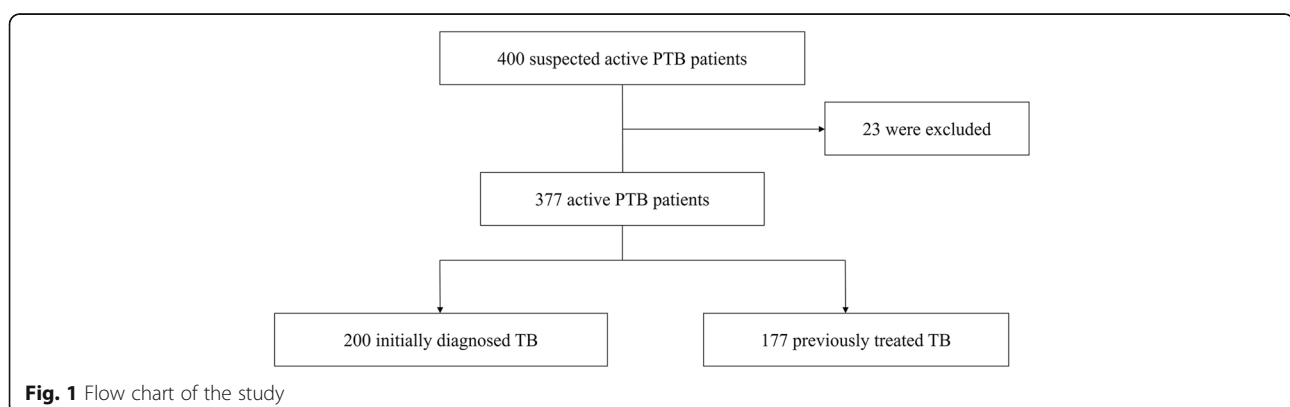 400 suspected active PTB patients
23 were excluded
377 active PTB patients
200 initially diagnosed TB
177 previously treated TB
Fig. 1 Flow chart of the study